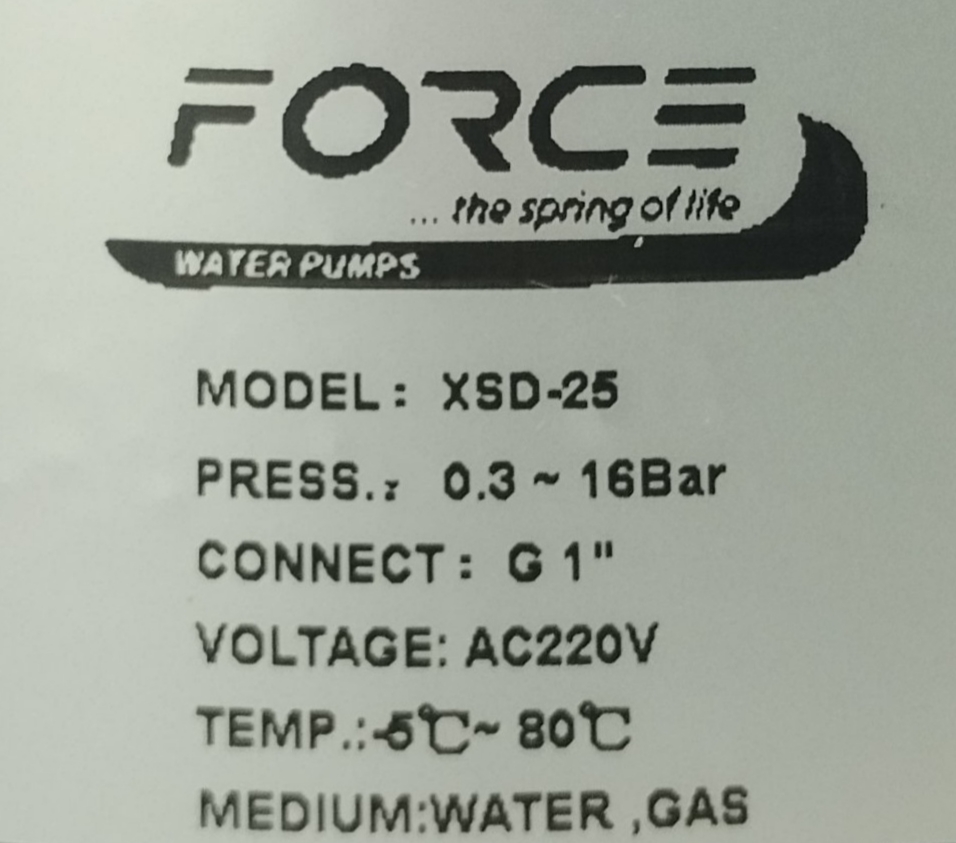 FORCE
... the spring of life
WATER PUMPS
MODEL: XSD-25
PRESS.: 0.3 ~ 16Bar
CONNECT: G 1"
VOLTAGE: AC220V
TEMP.:-5℃~ 80℃
MEDIUM:WATER ,GAS